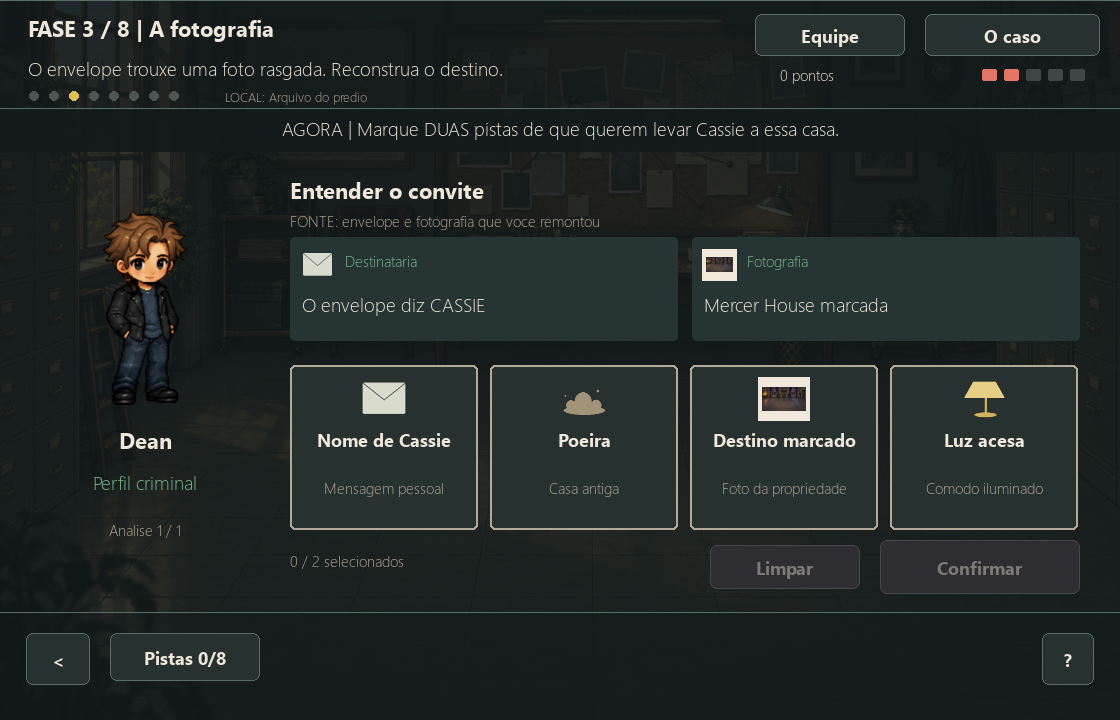 FASE 3 / 8 | A fotografia
O envelope trouxe uma foto rasgada. Reconstrua o destino.
LOCAL: Arquivo do predio
Equipe
O caso
0 pontos
AGORA | Marque DUAS pistas de que querem levar Cassie a essa casa.
Entender o convite
FONTE: envelope e fotografia que voce remontou
Destinataria
O envelope diz CASSIE
Fotografia
Mercer House marcada
Dean
Perfil criminal
Analise 1 / 1
Nome de Cassie
Mensagem pessoal
Poeira
Casa antiga
Destino marcado
Foto da propriedade
Luz acesa
Comodo iluminado
0 / 2 selecionados
Limpar
Confirmar
<
Pistas 0/8
?